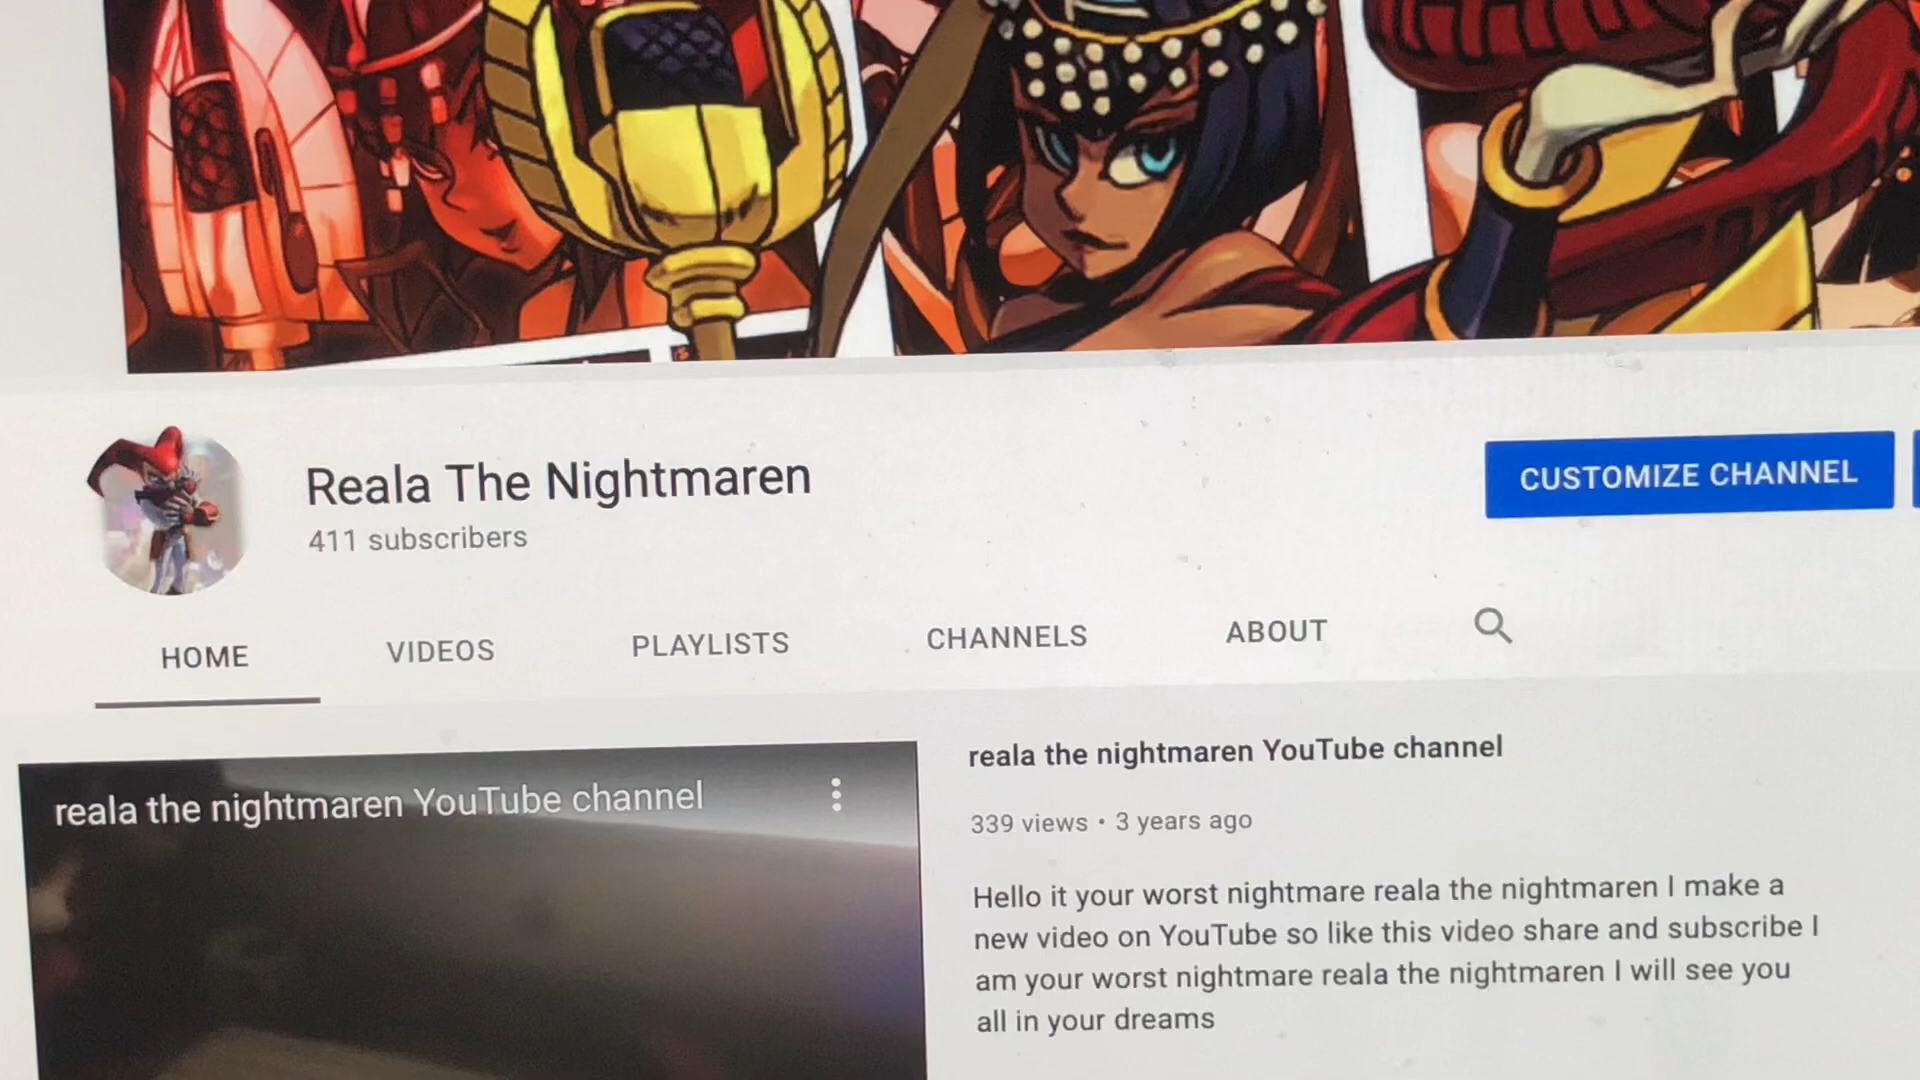 Reala The Nightmaren
411 subscribers
CUSTOMIZE CHANNEL
HOME VIDEOS PLAYLISTS CHANNELS ABOUT
reala the nightmaren YouTube channel
reala the nightmaren YouTube channel
339 views • 3 years ago
Hello it your worst nightmare reala the nightmaren I make a
new video on YouTube so like this video share and subscribe I
am your worst nightmare reala the nightmaren I will see you
all in your dreams